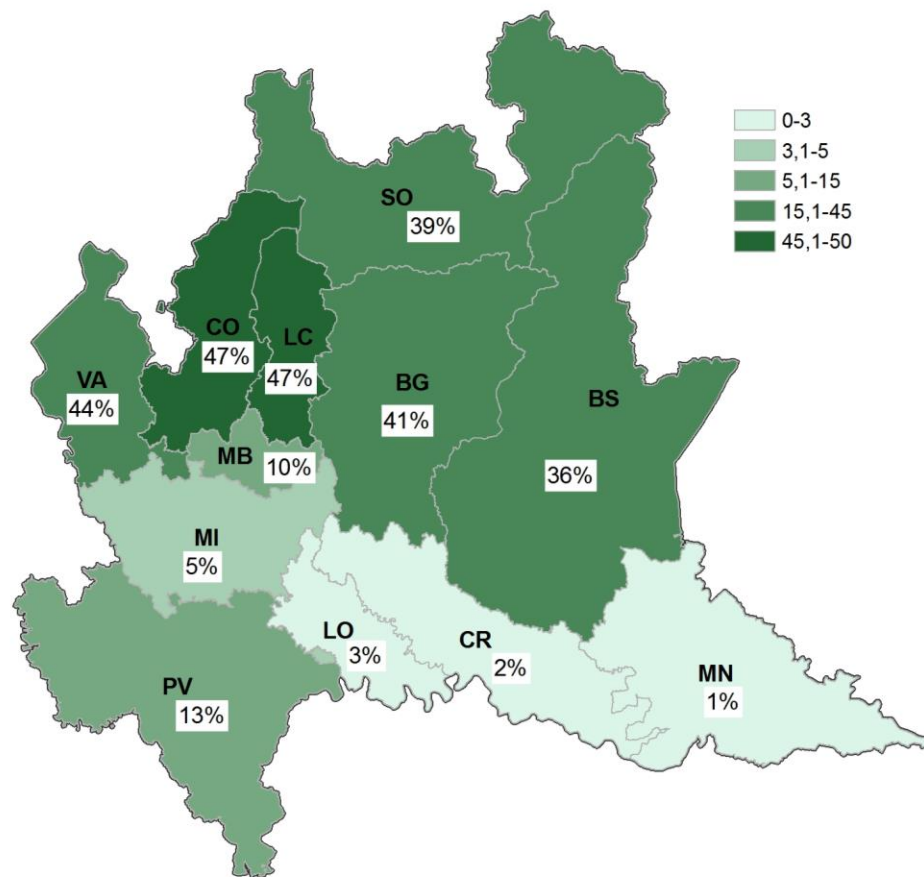 0-3
3,1-5
5,1-15
15,1-45
45,1-50
SO
39%
CO
47%
LC
47%
VA
44%
BG
41%
BS
36%
MB
10%
MI
5%
LO
3%
CR
2%
MN
1%
PV
13%